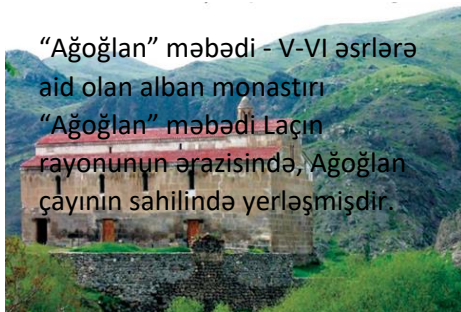 “Ağoğlan” məbədi - V-VI əsrlərə
aid olan alban monastırı
“Ağoğlan” məbədi Laçın
rayonunun ərazisində, Ağoğlan
çayının sahilində yerləşmişdir.